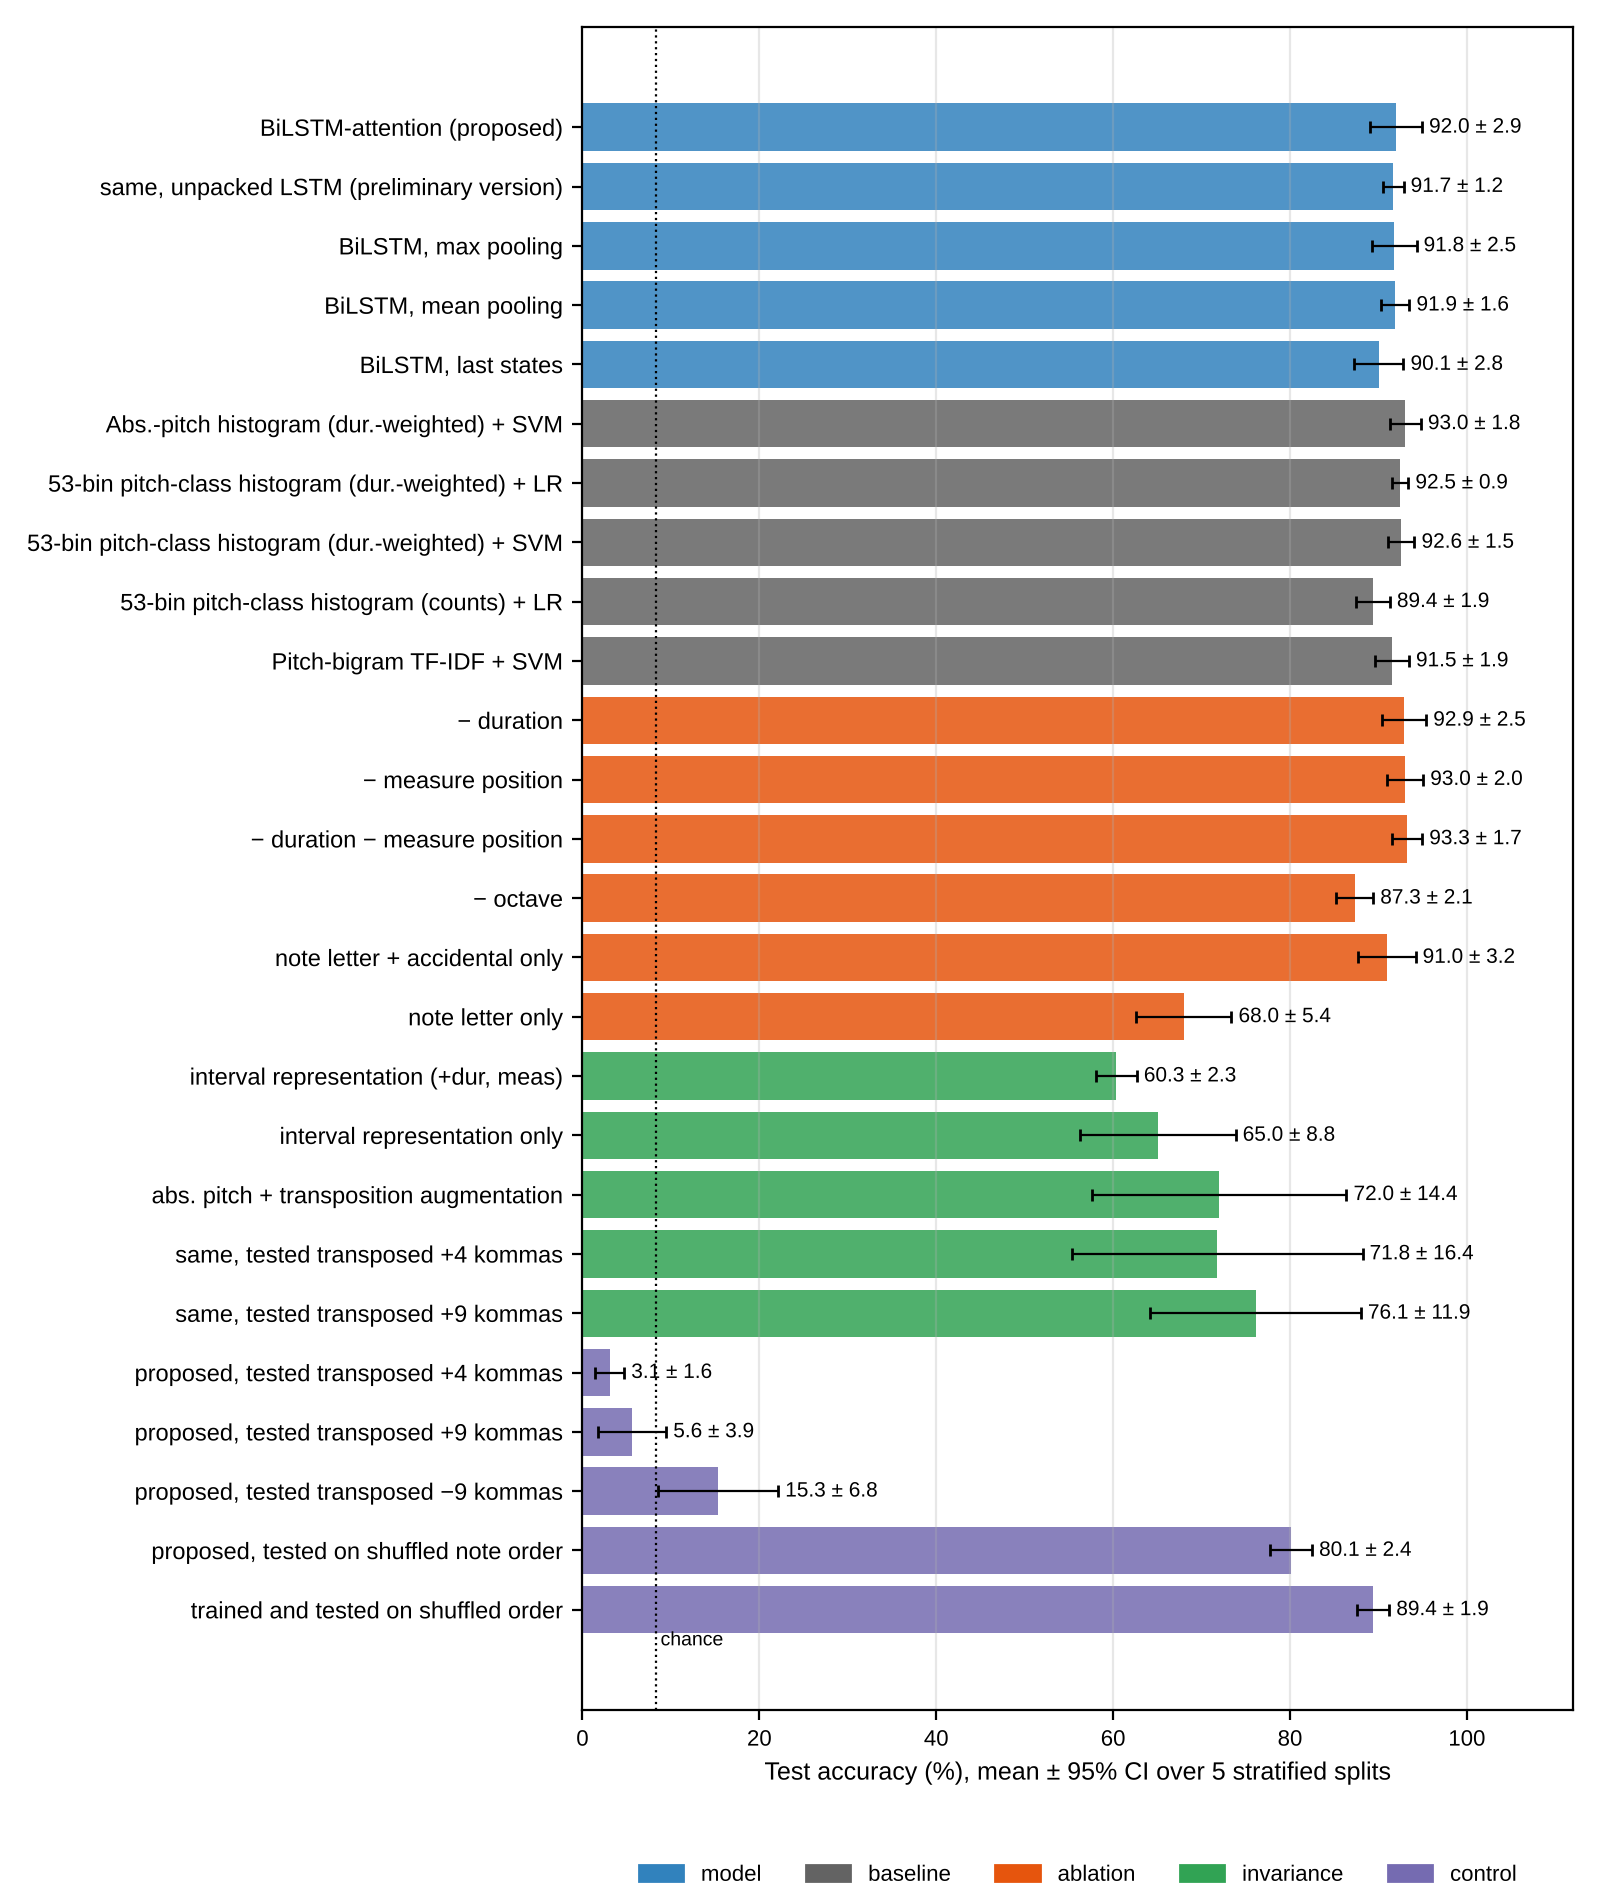 BiLSTM-attention (proposed) 92.0 ± 2.9
same, unpacked LSTM (preliminary version) 91.7 ± 1.2
BiLSTM, max pooling 91.8 ± 2.5
BiLSTM, mean pooling 91.9 ± 1.6
BiLSTM, last states 90.1 ± 2.8
Abs.-pitch histogram (dur.-weighted) + SVM 93.0 ± 1.8
53-bin pitch-class histogram (dur.-weighted) + LR 92.5 ± 0.9
53-bin pitch-class histogram (dur.-weighted) + SVM 92.6 ± 1.5
53-bin pitch-class histogram (counts) + LR 89.4 ± 1.9
Pitch-bigram TF-IDF + SVM 91.5 ± 1.9
− duration 92.9 ± 2.5
− measure position 93.0 ± 2.0
− duration − measure position 93.3 ± 1.7
− octave 87.3 ± 2.1
note letter + accidental only 91.0 ± 3.2
note letter only 68.0 ± 5.4
interval representation (+dur, meas) 60.3 ± 2.3
interval representation only 65.0 ± 8.8
abs. pitch + transposition augmentation 72.0 ± 14.4
same, tested transposed +4 kommas 71.8 ± 16.4
same, tested transposed +9 kommas 76.1 ± 11.9
proposed, tested transposed +4 kommas 3.1 ± 1.6
proposed, tested transposed +9 kommas 5.6 ± 3.9
proposed, tested transposed −9 kommas 15.3 ± 6.8
proposed, tested on shuffled note order 80.1 ± 2.4
trained and tested on shuffled order 89.4 ± 1.9
chance
0 20 40 60 80 100
Test accuracy (%), mean ± 95% CI over 5 stratified splits
model baseline ablation invariance control